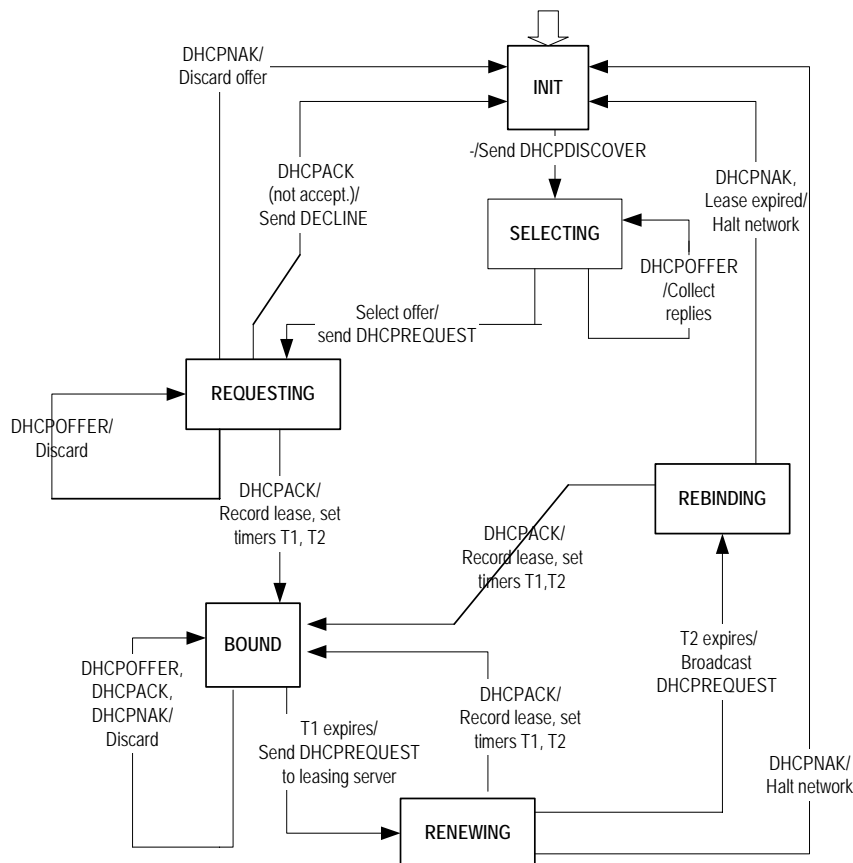 DHCPNAK/
Discard offer
INIT
-/Send DHCPDISCOVER
DHCPACK
(not accept.)/
Send DECLINE
DHCPNAK,
Lease expired/
Halt network
SELECTING
DHCPOFFER
/Collect
replies
Select offer/
send DHCPREQUEST
REQUESTING
DHCPOFFER/
Discard
DHCPACK/
Record lease, set
timers T1, T2
REBINDING
DHCPACK/
Record lease, set
timers T1,T2
BOUND
DHCPOFFER,
DHCPACK,
DHCPNAK/
Discard
T1 expires/
Send DHCPREQUEST
to leasing server
DHCPACK/
Record lease, set
timers T1, T2
T2 expires/
Broadcast
DHCPREQUEST
DHCPNAK/
Halt network
RENEWING